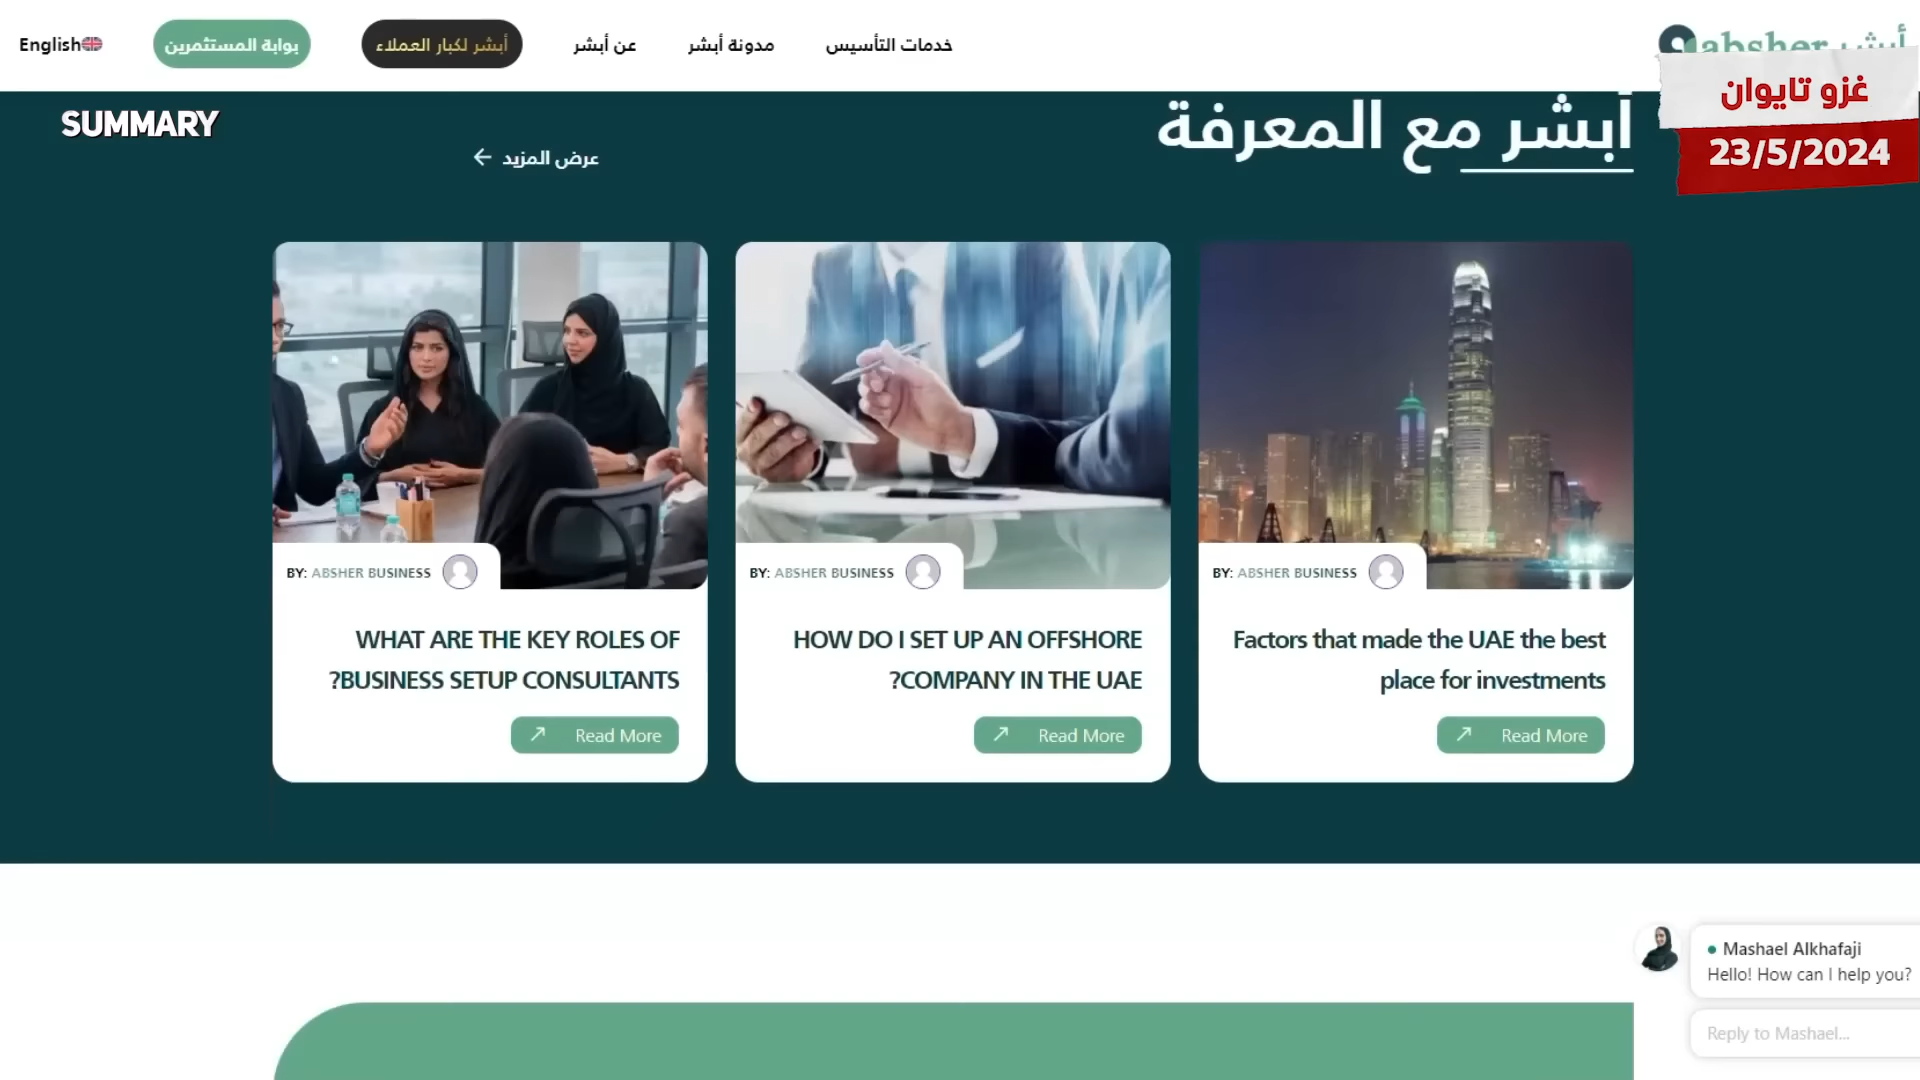 absher أبشر
خدمات التأسيس
مدونة أبشر
عن أبشر
أبشر لكبار العملاء
بوابة المستثمرين
English
غزو تايوان
23/5/2024
SUMMARY
أبشر مع المعرفة
عرض المزيد ←
BY: ABSHER BUSINESS
Factors that made the UAE the best
place for investments
Read More
BY: ABSHER BUSINESS
HOW DO I SET UP AN OFFSHORE
?COMPANY IN THE UAE
Read More
BY: ABSHER BUSINESS
WHAT ARE THE KEY ROLES OF
?BUSINESS SETUP CONSULTANTS
Read More
Mashael Alkhafaji
Hello! How can I help you?
Reply to Mashael...